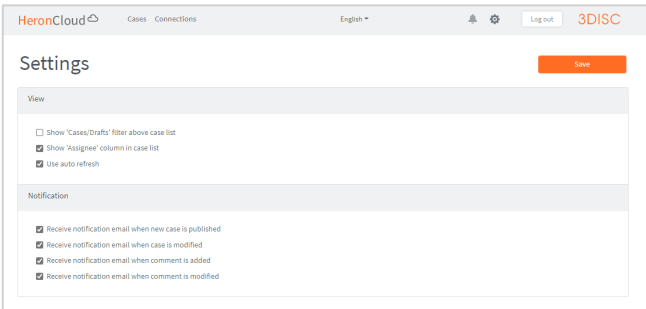 HeronCloud Cases Connections English Log out 3DISC
Settings Save
View
Show 'Cases/Drafts' filter above case list
Show 'Assignee' column in case list
Use auto refresh
Notification
Receive notification email when new case is published
Receive notification email when case is modified
Receive notification email when comment is added
Receive notification email when comment is modified